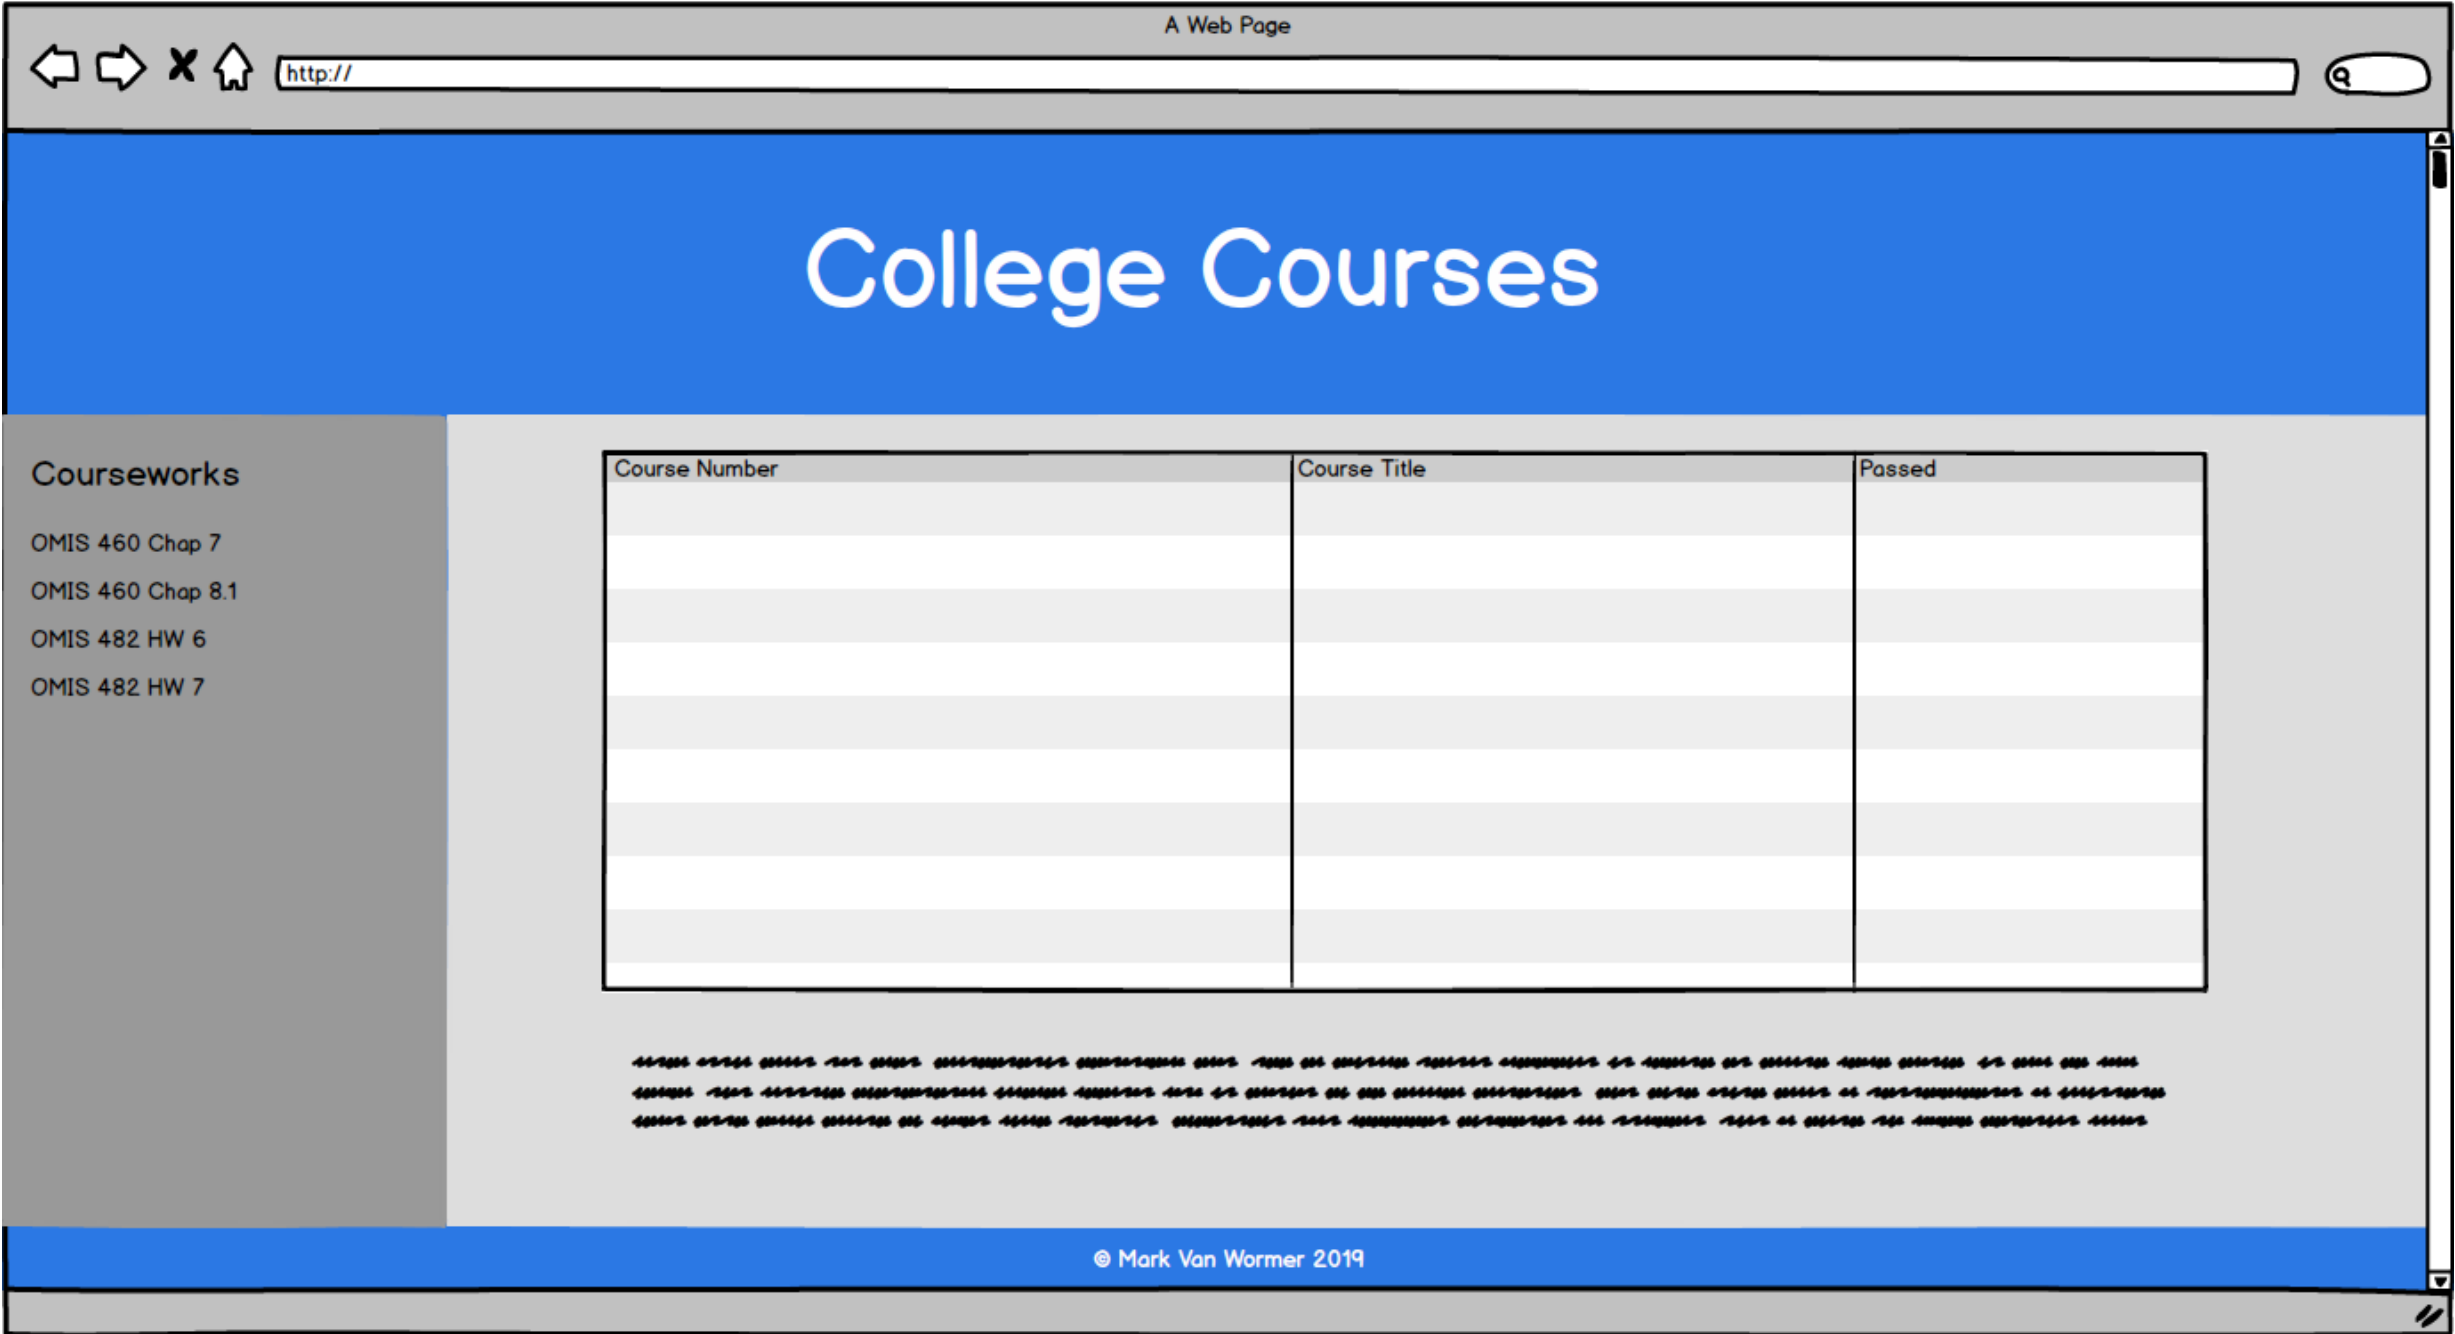 A Web Page
http://
College Courses
Courseworks
OMIS 460 Chap 7
OMIS 460 Chap 8.1
OMIS 482 HW 6
OMIS 482 HW 7
Course Number Course Title Passed
© Mark Van Wormer 2019